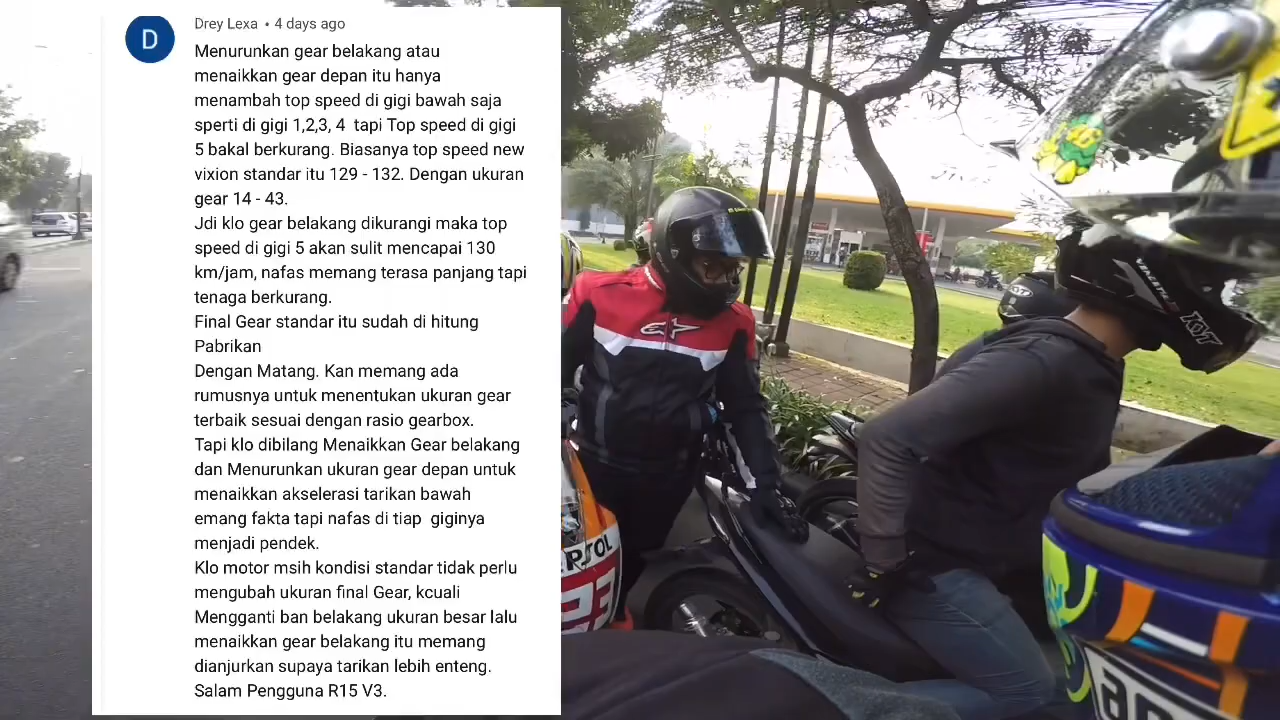 D
Drey Lexa • 4 days ago
Menurunkan gear belakang atau
menaikkan gear depan itu hanya
menambah top speed di gigi bawah saja
sperti di gigi 1,2,3, 4  tapi Top speed di gigi
5 bakal berkurang. Biasanya top speed new
vixion standar itu 129 - 132. Dengan ukuran
gear 14 - 43.
Jdi klo gear belakang dikurangi maka top
speed di gigi 5 akan sulit mencapai 130
km/jam, nafas memang terasa panjang tapi
tenaga berkurang.
Final Gear standar itu sudah di hitung
Pabrikan
Dengan Matang. Kan memang ada
rumusnya untuk menentukan ukuran gear
terbaik sesuai dengan rasio gearbox.
Tapi klo dibilang Menaikkan Gear belakang
dan Menurunkan ukuran gear depan untuk
menaikkan akselerasi tarikan bawah
emang fakta tapi nafas di tiap  giginya
menjadi pendek.
Klo motor msih kondisi standar tidak perlu
mengubah ukuran final Gear, kcuali
Mengganti ban belakang ukuran besar lalu
menaikkan gear belakang itu memang
dianjurkan supaya tarikan lebih enteng.
Salam Pengguna R15 V3.
KYT